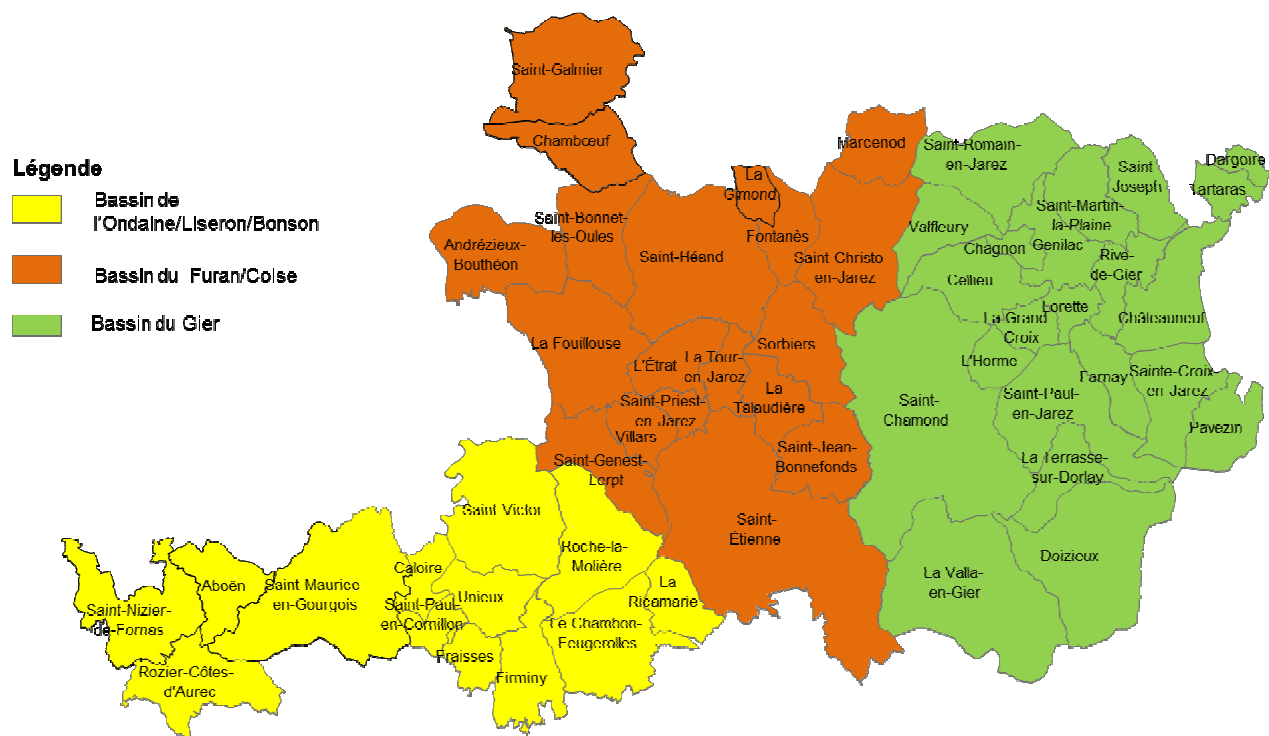 Légende
Bassin de
l'Ondaine/Liseron/Bonson
Bassin du Furan/Coise
Bassin du Gier
Saint-Galmier
Chambœuf
Marcenod
Saint-Romain-
en-Jarez
Saint
Joseph
Dargoire
Tartaras
La
Gimond
Saint-Bonnet-
les-Oules
Saint-Martin-
la-Plaine
Andrézieux-
Bouthéon
Saint-Héand
Fontanès
Valfleury
Chagnon
Genilac
Saint Christo
en-Jarez
Rive-
de-Gier
Cellieu
Lorette
Châteauneuf
La Grand
Croix
La Fouillouse
L'Étrat
La Tour-
en-Jarez
Sorbiers
L'Horme
Farnay
Sainte-Croix-
en-Jarez
Saint-Priest-
en-Jarez
La
Talaudière
Saint-
Chamond
Saint-Paul-
en-Jarez
Pavezin
Villars
Saint-Jean-
Bonnefonds
Saint-Genest-
Lerpt
La Terrasse-
sur-Dorlay
Saint-Victor
Saint-
Étienne
Roche-la-
Molière
Doizieux
Caloire
Aboën
Saint Maurice
en-Gourgois
La Valla-
en-Gier
La
Ricamarie
Unieux
Saint-Nizier-
de-Fornas
Saint-Paul-
en-Cornillon
Le Chambon-
Feugerolles
Fraisses
Firminy
Rozier-Côtes-
d'Aurec